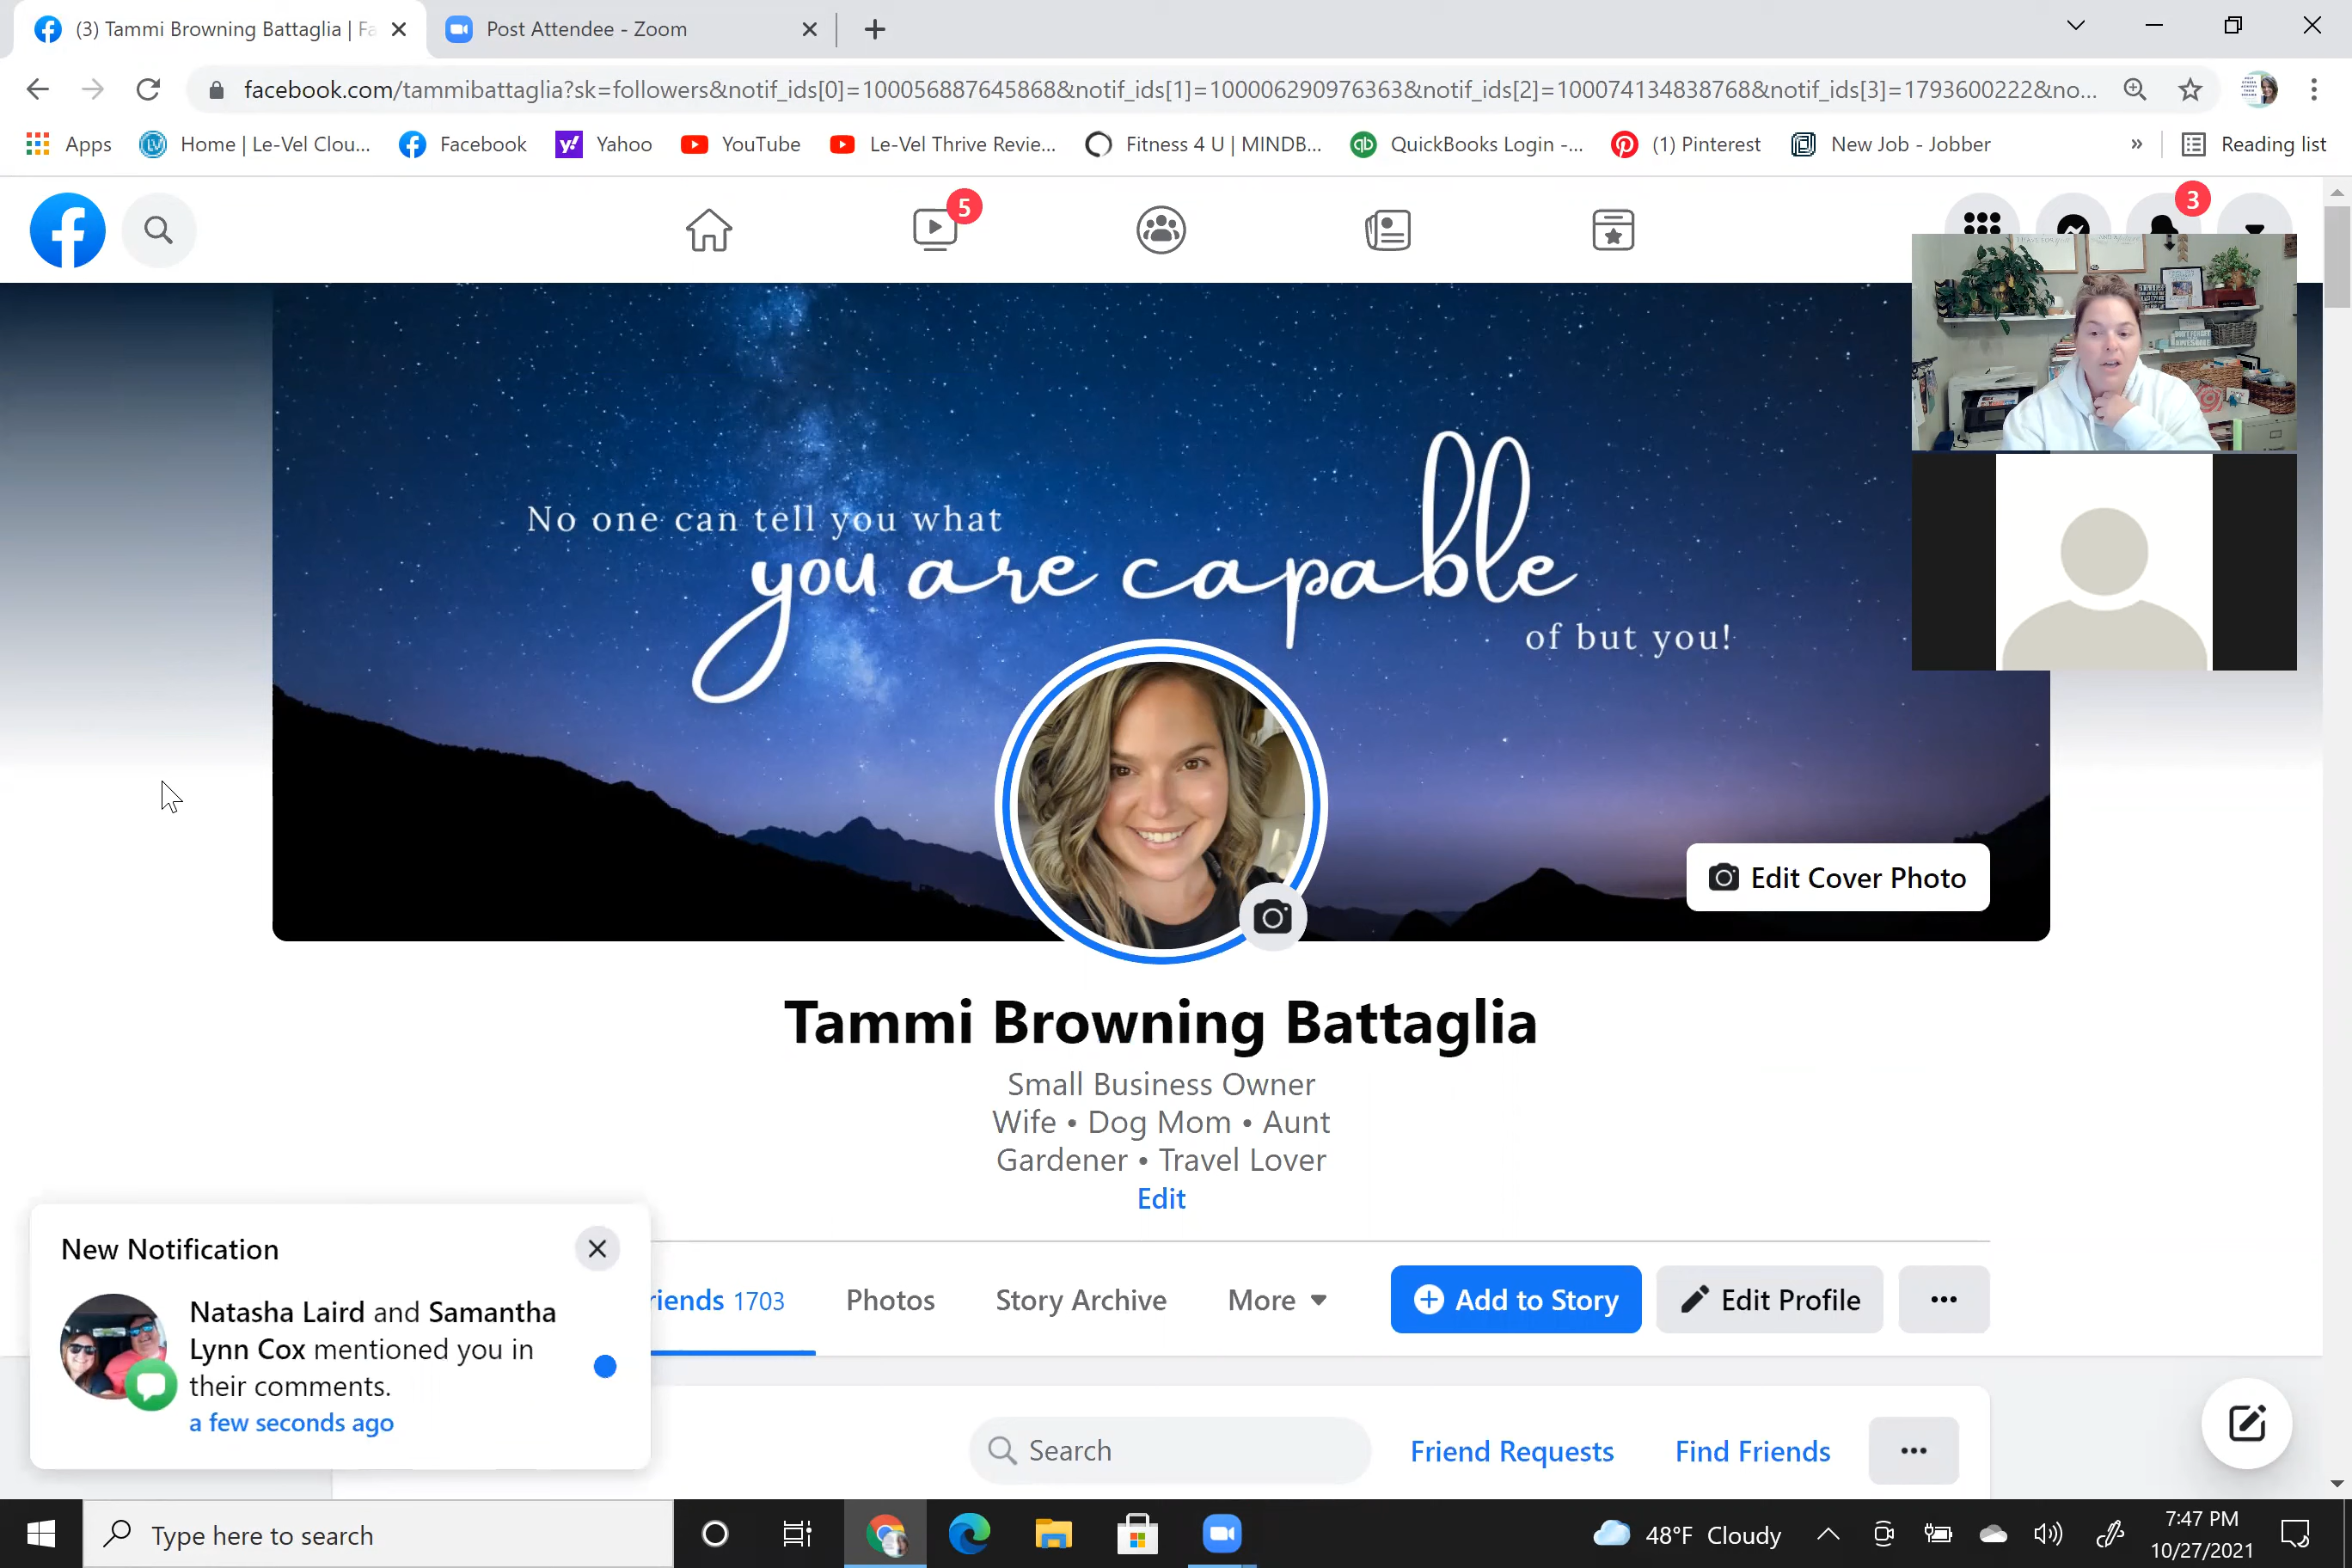 (3) Tammi Browning Battaglia | Fa
Post Attendee - Zoom
facebook.com/tammibattaglia?sk=followers&notif_ids[0]=100056887645868&notif_ids[1]=100062909763​63&notif_ids[2]=100074134838768&notif_ids[3]=1793600222&no...
Apps
Home | Le-Vel Clou...
Facebook
Yahoo
YouTube
Le-Vel Thrive Revie...
Fitness 4 U | MINDB...
QuickBooks Login -...
(1) Pinterest
New Job - Jobber
»
Reading list
5
3
No one can tell you what
you are capable
of but you!
Edit Cover Photo
Tammi Browning Battaglia
Small Business Owner
Wife • Dog Mom • Aunt
Gardener • Travel Lover
Edit
New Notification
Natasha Laird and Samantha
Lynn Cox mentioned you in
their comments.
a few seconds ago
riends 1703
Photos
Story Archive
More
Add to Story
Edit Profile
Search
Friend Requests
Find Friends
Type here to search
48°F Cloudy
7:47 PM
10/27/2021